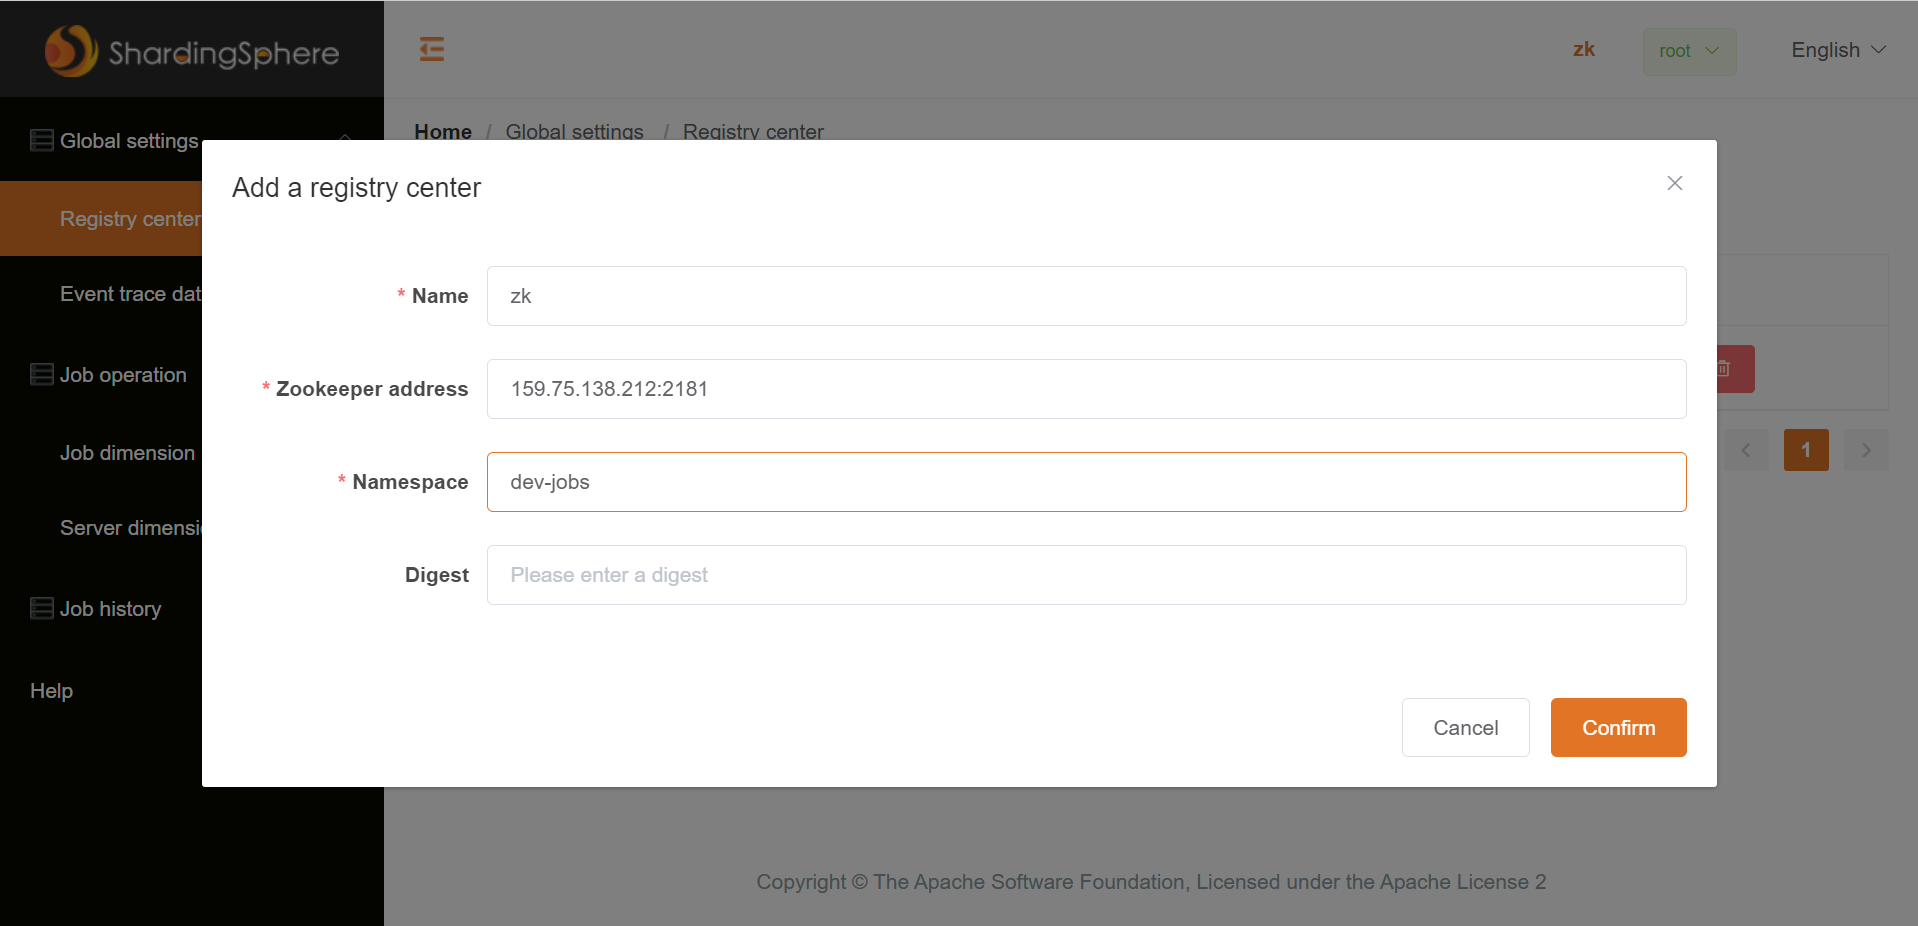 ShardingSphere
zk
root
English
Global settings
Home / Global settings / Registry center
Registry center
Event trace dat
Job operation
Job dimension
Server dimensi
Job history
Help
Add a registry center
* Name
zk
* Zookeeper address
159.75.138.212:2181
* Namespace
dev-jobs
Digest
Please enter a digest
Cancel
Confirm
1
Copyright © The Apache Software Foundation, Licensed under the Apache License 2